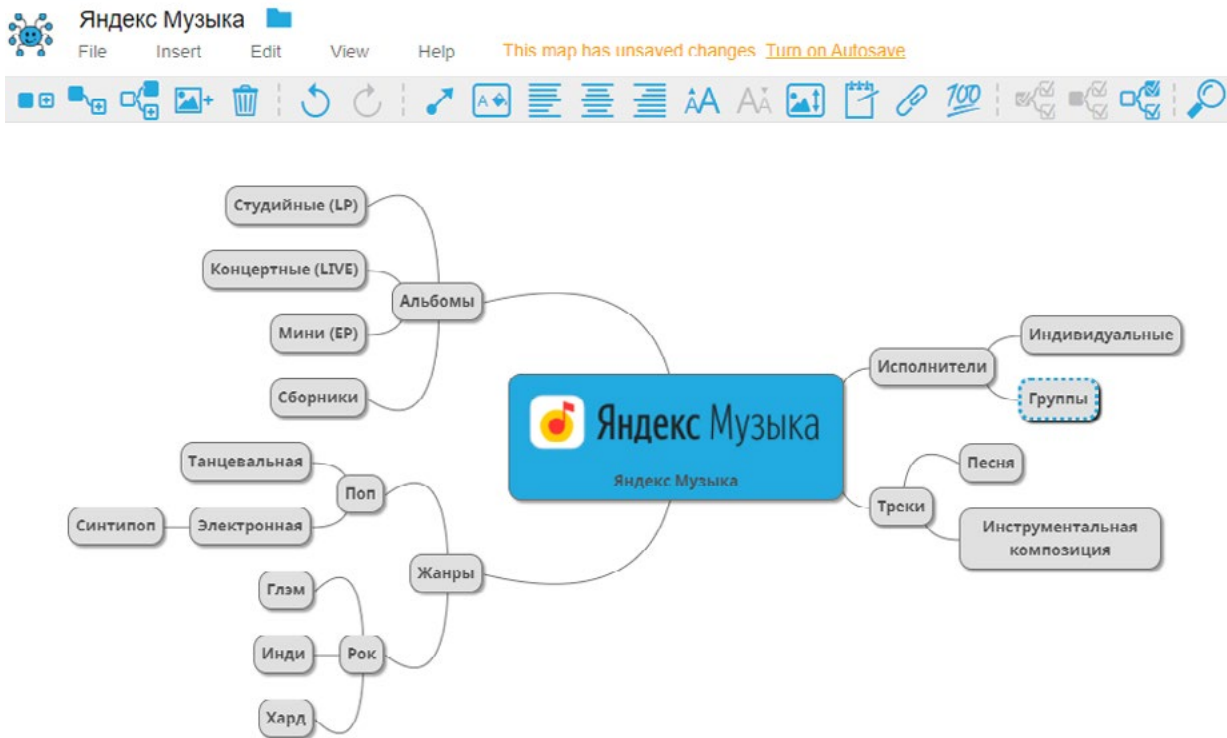 Яндекс Музыка
File Insert Edit View Help This map has unsaved changes Turn on Autosave
Студийные (LP)
Концертные (LIVE)
Альбомы
Мини (EP)
Сборники
Индивидуальные
Исполнители
Группы
Яндекс Музыка
Яндекс Музыка
Танцевальная
Поп
Синтипоп
Электронная
Жанры
Глэм
Инди
Рок
Хард
Песня
Треки
Инструментальная
композиция